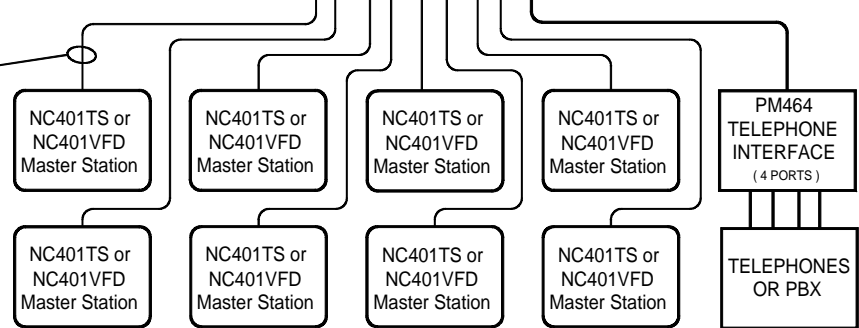 NC401TS or
NC401VFD
Master Station
NC401TS or
NC401VFD
Master Station
NC401TS or
NC401VFD
Master Station
NC401TS or
NC401VFD
Master Station
PM464
TELEPHONE
INTERFACE
( 4 PORTS )
NC401TS or
NC401VFD
Master Station
NC401TS or
NC401VFD
Master Station
NC401TS or
NC401VFD
Master Station
NC401TS or
NC401VFD
Master Station
TELEPHONES
OR PBX